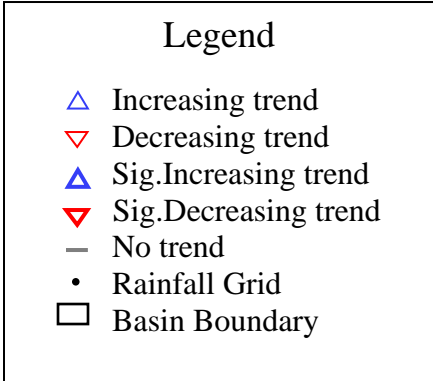 Legend
Increasing trend
Decreasing trend
Sig.Increasing trend
Sig.Decreasing trend
No trend
Rainfall Grid
Basin Boundary